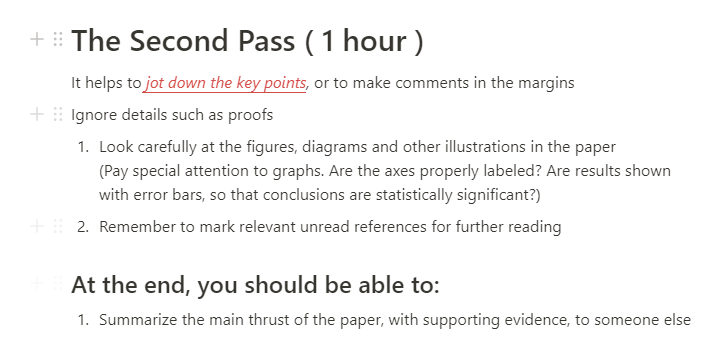 The Second Pass ( 1 hour )
It helps to jot down the key points, or to make comments in the margins
Ignore details such as proofs
1. Look carefully at the figures, diagrams and other illustrations in the paper
(Pay special attention to graphs. Are the axes properly labeled? Are results shown
with error bars, so that conclusions are statistically significant?)
2. Remember to mark relevant unread references for further reading
At the end, you should be able to:
1. Summarize the main thrust of the paper, with supporting evidence, to someone else